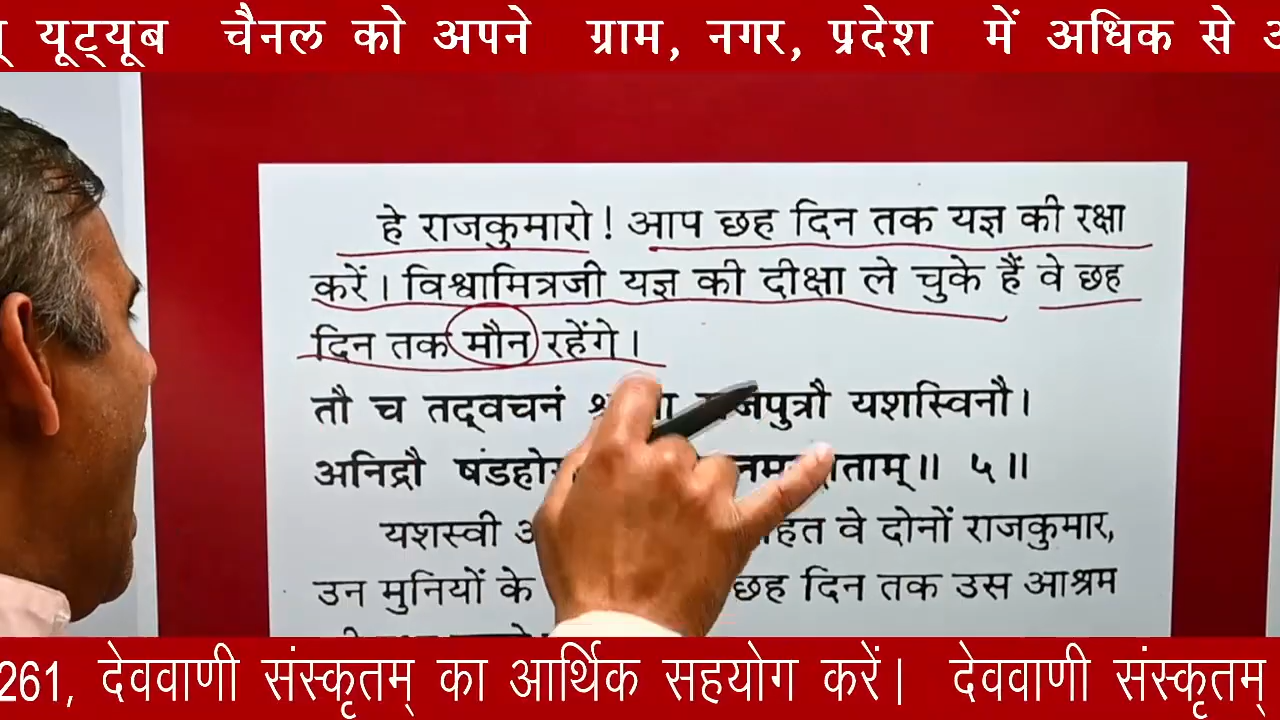 यूट्यूब चैनल को अपने ग्राम, नगर, प्रदेश में अधिक से
हे राजकुमारो! आप छह दिन तक यज्ञ की रक्षा
करें। विश्वामित्रजी यज्ञ की दीक्षा ले चुके हैं वे छह
दिन तक मौन रहेंगे।
तौ च तद्वचनं यशस्विनौ।
अनिद्रौ ॥ ५ ॥
यशस्वी वे दोनों राजकुमार,
उन मुनियों के छह दिन तक उस आश्रम
261, देववाणी संस्कृतम् का आर्थिक सहयोग करें। देववाणी संस्कृतम्